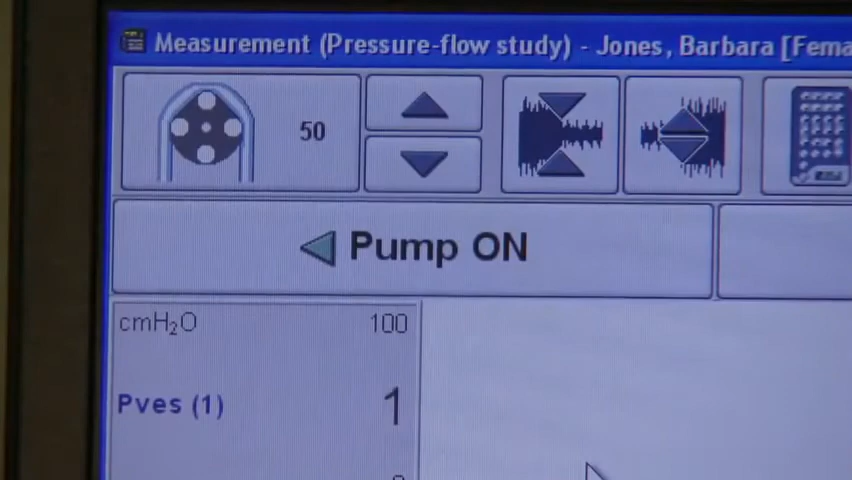 Measurement (Pressure-flow study) - Jones, Barbara [Fema
50
Pump ON
cmH₂O 100
Pves (1) 1